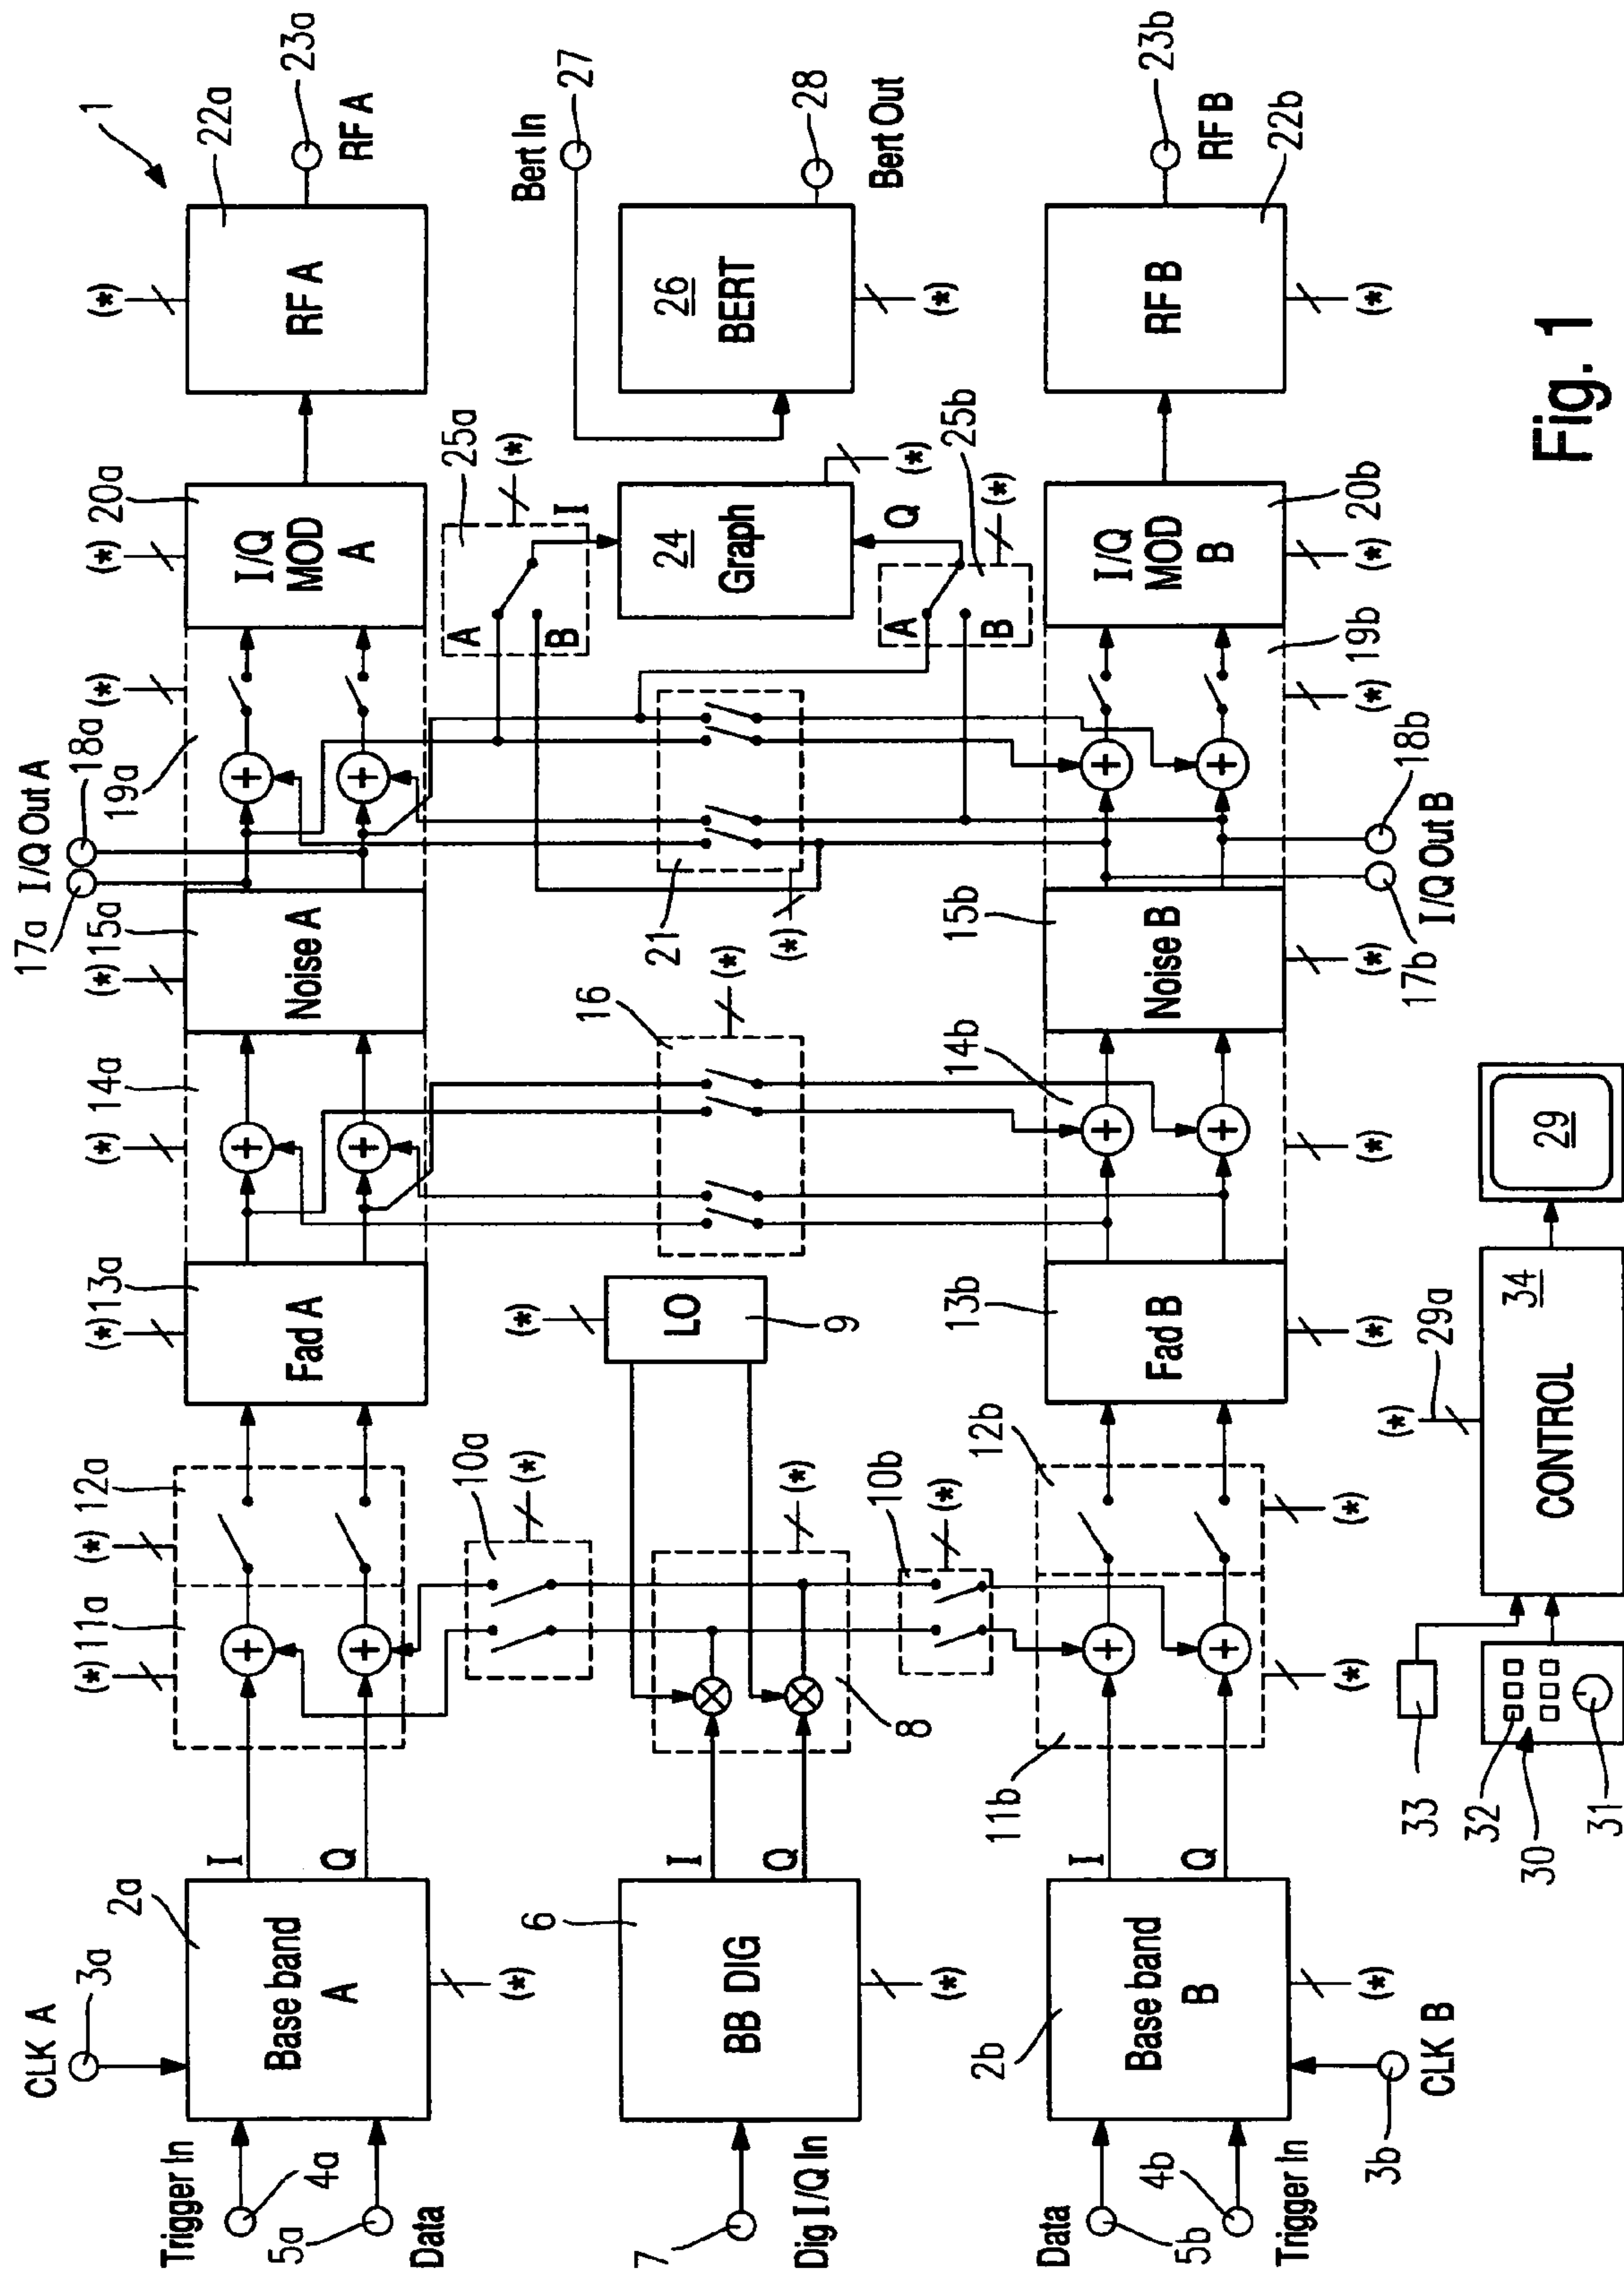 1
CLK A
3a
2a
Trigger In
4a
5a
Data
Base band
A
(*)
I
Q
(*) 11a
(*) 12a
(*) 13a
Fad A
(*)
14a
(*) 15a
Noise A
17a
I/Q Out A
18a
19a
(*)
(*) 20a
I/Q
MOD
A
(*)
22a
RF A
23a
RF A
7
Dig I/Q In
6
BB DIG
(*)
I
Q
8
(*)
10a
(*)
10b
(*)
(*)
LO
9
16
(*)
21
(*)
25a
(*)
A
B
I
24
Graph
(*)
Q
A
B
25b
(*)
Bert In
27
26
BERT
(*)
28
Bert Out
Data
5b
4b
Trigger In
2b
Base band
B
(*)
3b
CLK B
I
Q
11b
(*)
12b
(*)
13b
Fad B
(*)
14b
(*)
15b
Noise B
(*)
17b
I/Q Out B
18b
19b
(*)
I/Q
MOD
B
20b
(*)
RF B
22b
(*)
23b
RF B
33
32
30
31
(*)
29a
34
CONTROL
29
Fig. 1